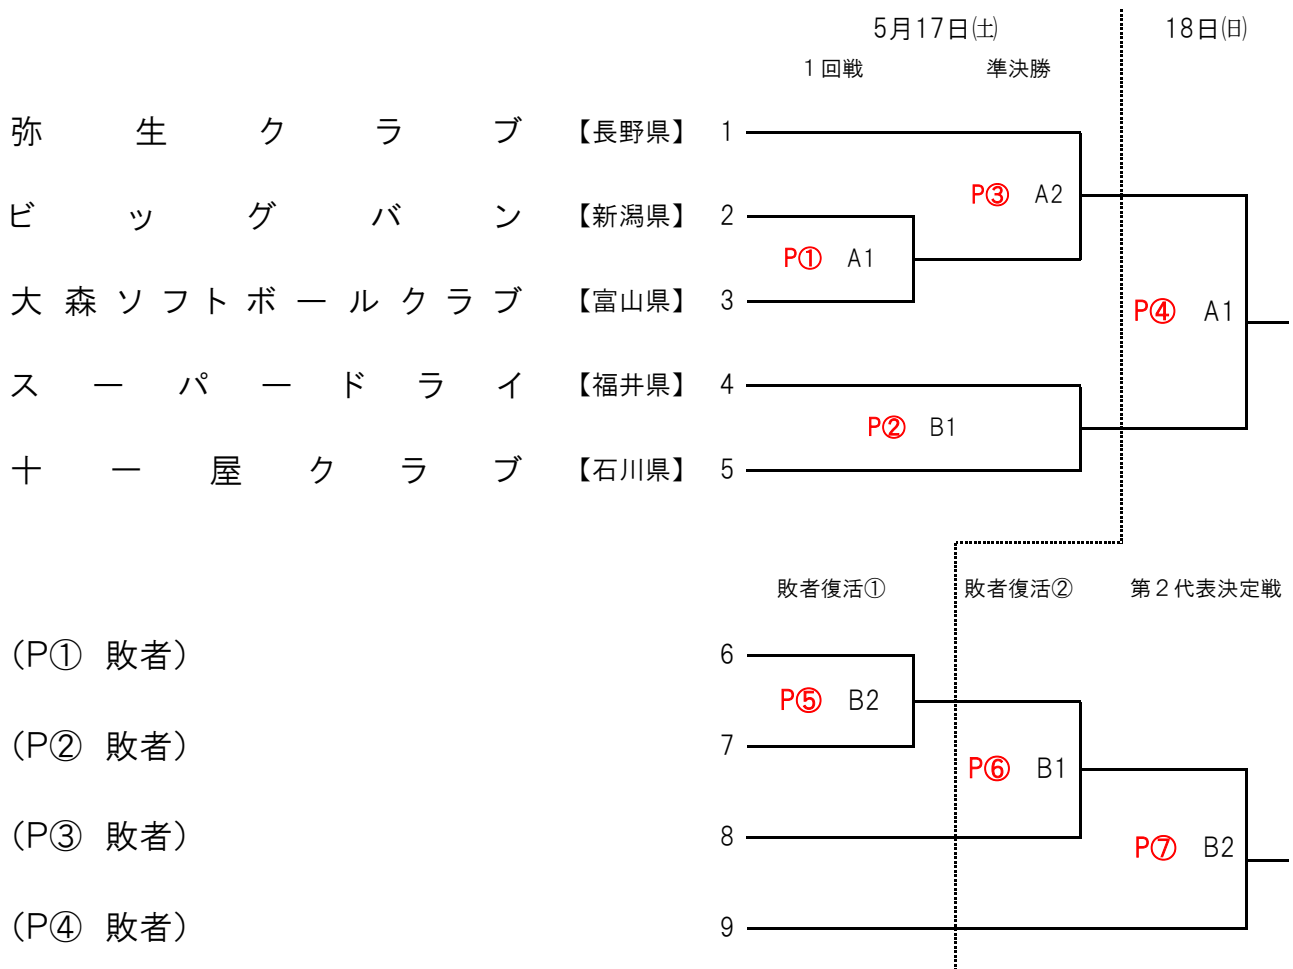 5月17日㈯ 18日㈰
１回戦 準決勝
弥生クラブ 【長野県】 1
P③ A2
ビッグバン 【新潟県】 2
P① A1
大森ソフトボールクラブ 【富山県】 3
P④ A1
スーパードライ 【福井県】 4
P② B1
十一屋クラブ 【石川県】 5
敗者復活① 敗者復活② 第２代表決定戦
（P① 敗者） 6
P⑤ B2
（P② 敗者） 7
P⑥ B1
（P③ 敗者） 8
P⑦ B2
（P④ 敗者） 9